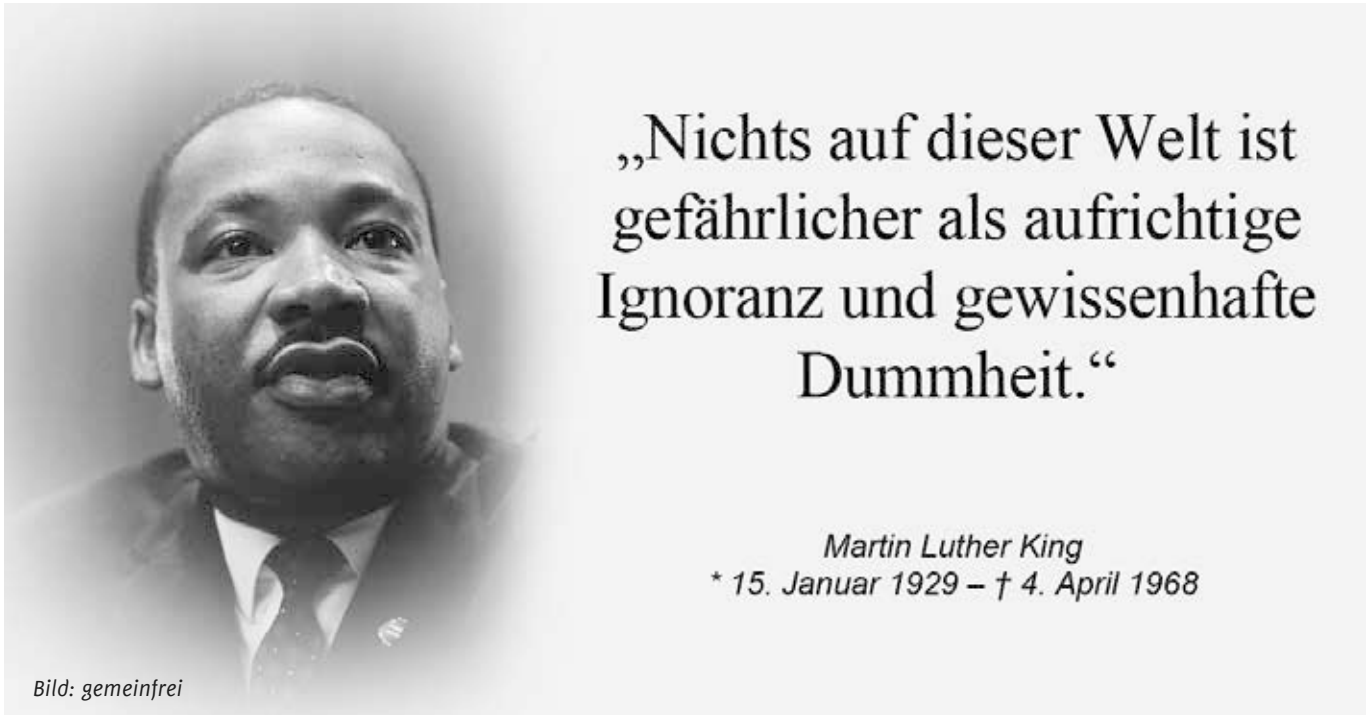 „Nichts auf dieser Welt ist
gefährlicher als aufrichtige
Ignoranz und gewissenhafte
Dummheit.“
Martin Luther King
* 15. Januar 1929 – † 4. April 1968
Bild: gemeinfrei